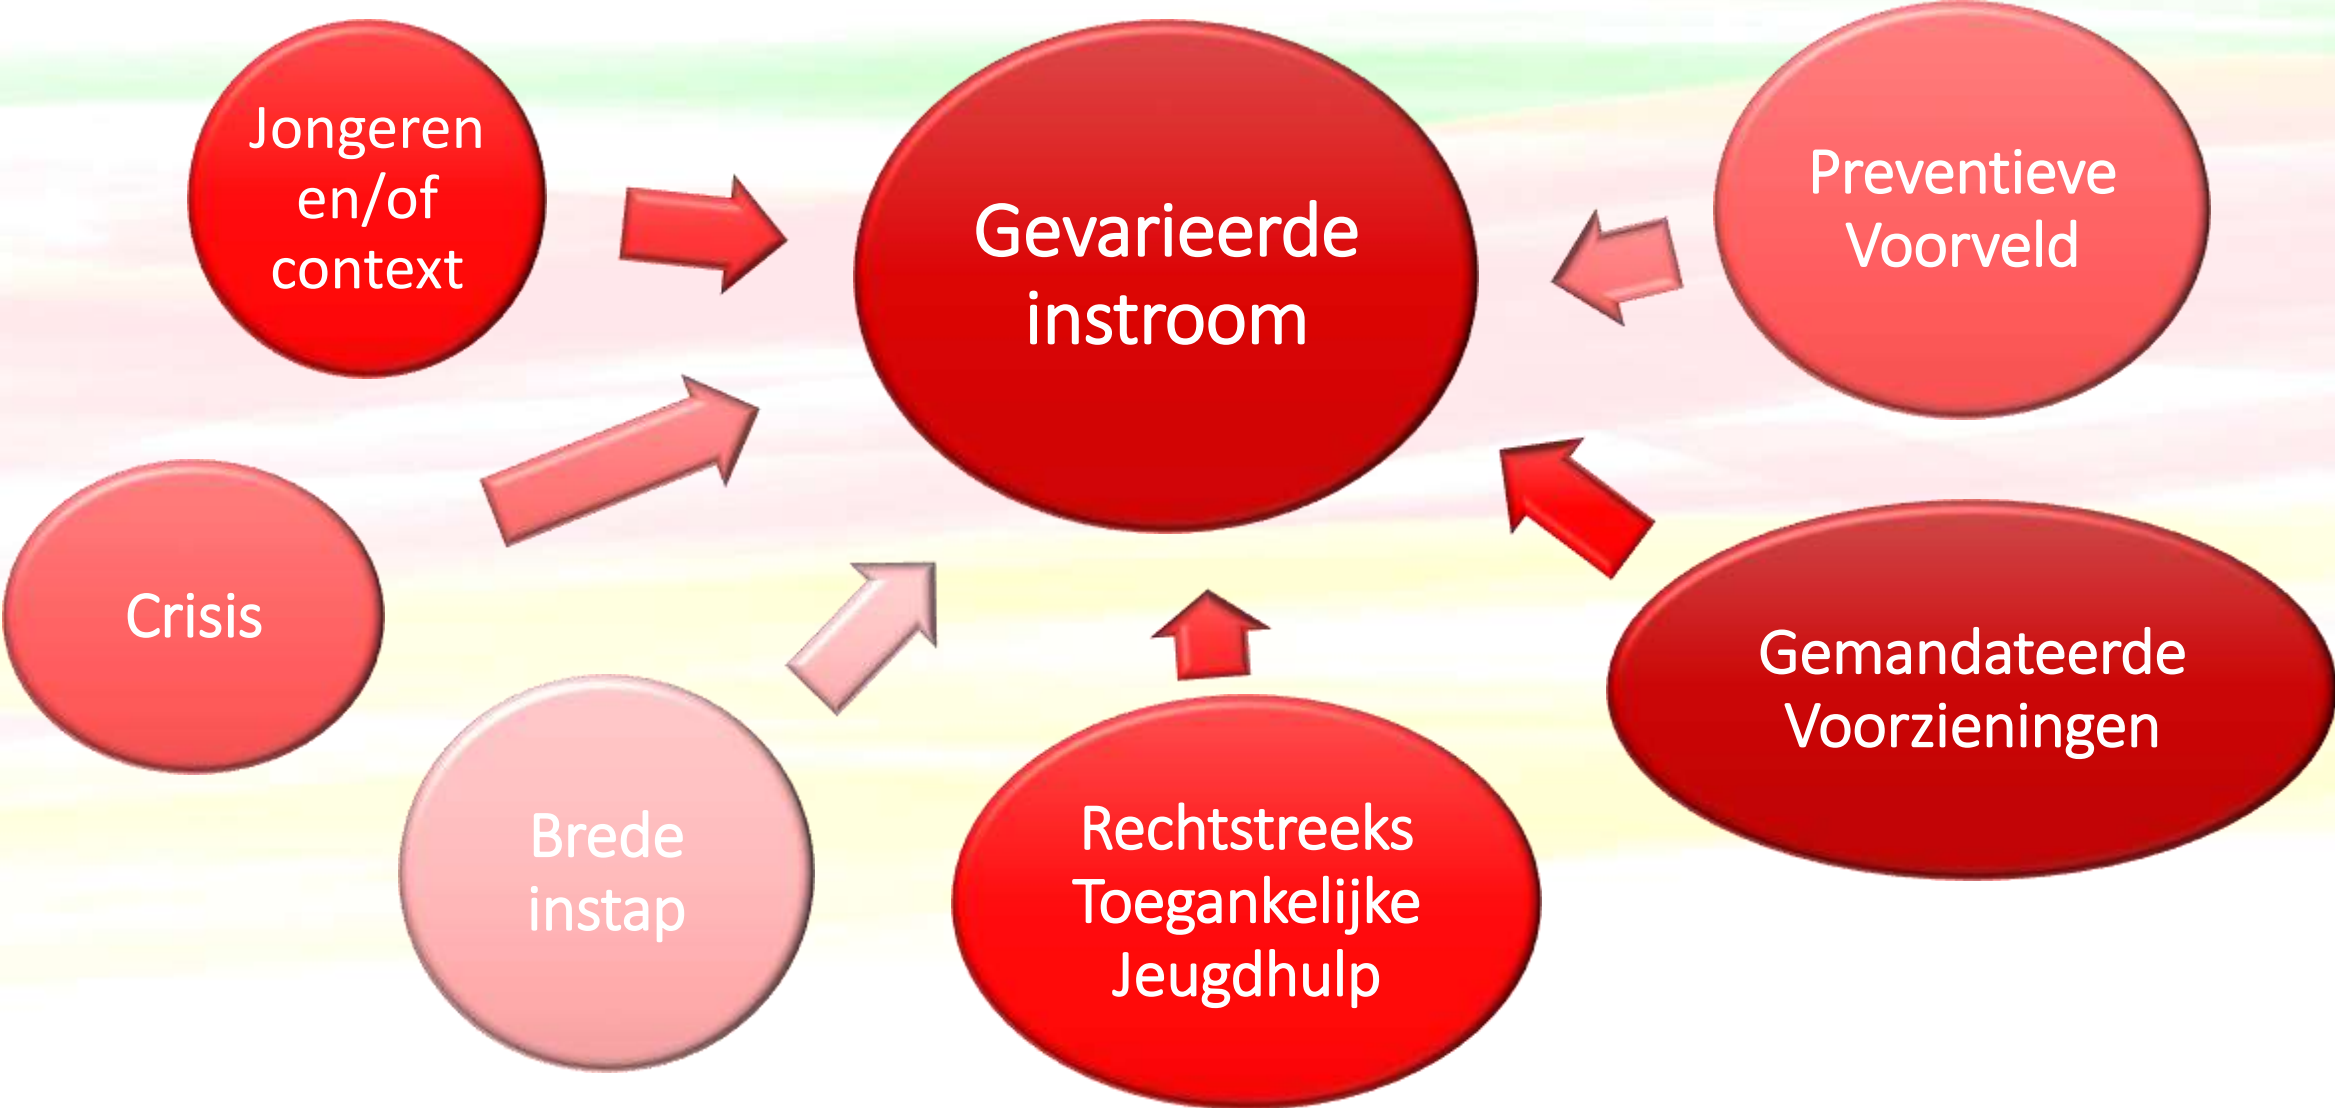 Jongeren
en/of
context
Gevarieerde
instroom
Preventieve
Voorveld
Crisis
Brede
instap
Rechtstreeks
Toegankelijke
Jeugdhulp
Gemandateerde
Voorzieningen